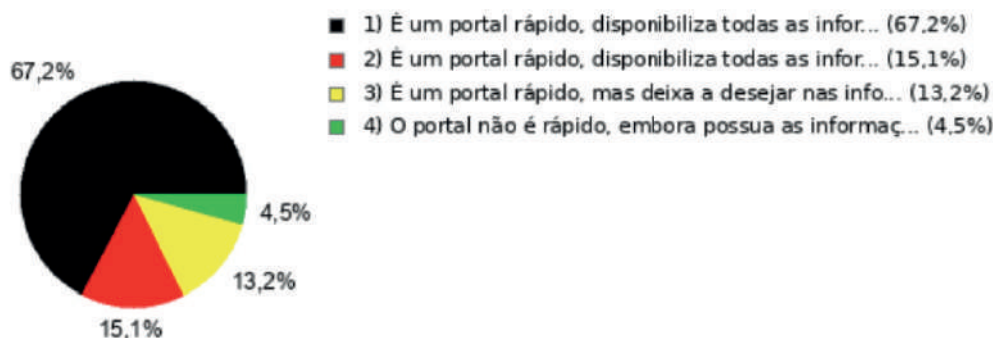 1) É um portal rápido, disponibiliza todas as infor... (67,2%)
2) É um portal rápido, disponibiliza todas as infor... (15,1%)
3) É um portal rápido, mas deixa a desejar nas info... (13,2%)
4) O portal não é rápido, embora possua as informaç... (4,5%)
67,2%
4,5%
13,2%
15,1%